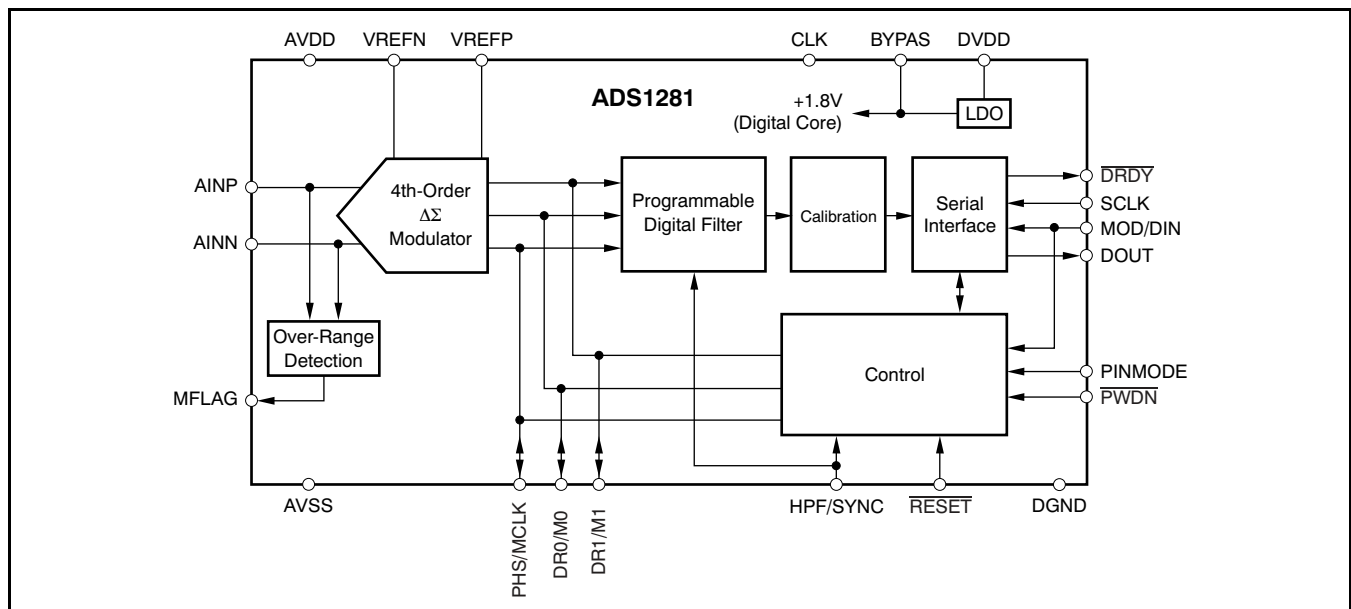 AVDD
VREFN
VREFP
CLK
BYPAS
DVDD
ADS1281
+1.8V
(Digital Core)
LDO
AINP
AINN
4th-Order
ΔΣ
Modulator
Programmable
Digital Filter
Calibration
Serial
Interface
DRDY
SCLK
MOD/DIN
DOUT
Over-Range
Detection
MFLAG
Control
PINMODE
PWDN
AVSS
PHS/MCLK
DR0/M0
DR1/M1
HPF/SYNC
RESET
DGND